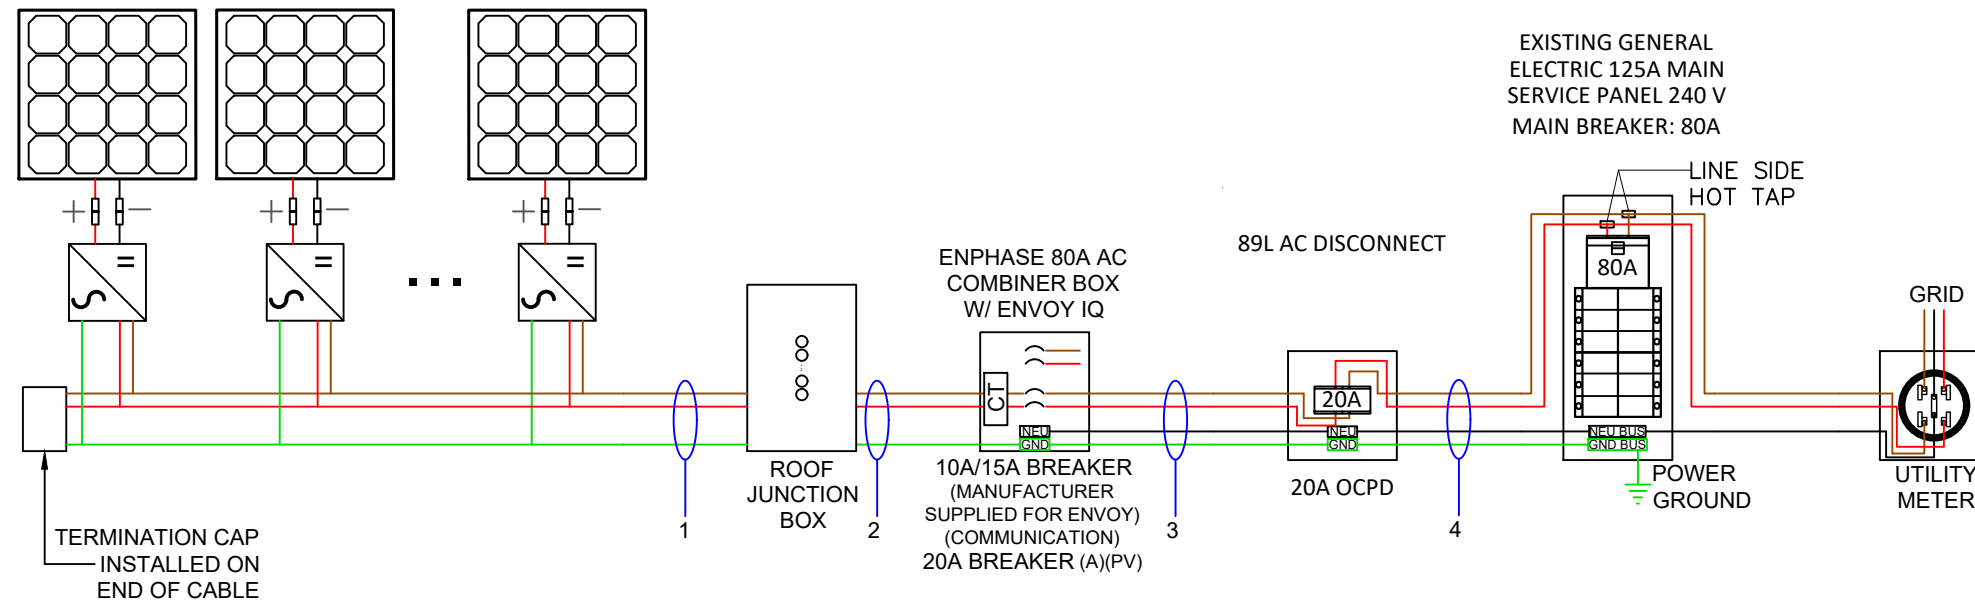 EXISTING GENERAL
ELECTRIC 125A MAIN
SERVICE PANEL 240 V
MAIN BREAKER: 80A
LINE SIDE
HOT TAP
ENPHASE 80A AC
COMBINER BOX
W/ ENVOY IQ
89L AC DISCONNECT
80A
GRID
CT
20A
NEU
GND
NEU
GND
NEU BUS
GND BUS
ROOF
JUNCTION
BOX
10A/15A BREAKER
(MANUFACTURER
SUPPLIED FOR ENVOY)
(COMMUNICATION)
20A BREAKER (A)(PV)
20A OCPD
POWER
GROUND
UTILITY
METER
1
2
3
4
TERMINATION CAP
INSTALLED ON
END OF CABLE